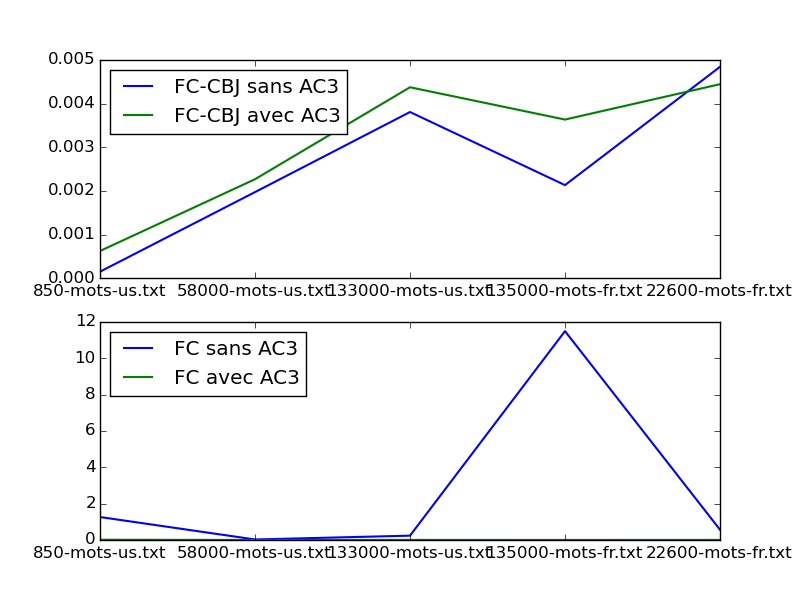 0.005
0.004
0.003
0.002
0.001
0.000
FC-CBJ sans AC3
FC-CBJ avec AC3
850-mots-us.txt
58000-mots-us.txt
133000-mots-us.txt
135000-mots-fr.txt
22600-mots-fr.txt
12
10
8
6
4
2
0
FC sans AC3
FC avec AC3
850-mots-us.txt
58000-mots-us.txt
133000-mots-us.txt
135000-mots-fr.txt
22600-mots-fr.txt